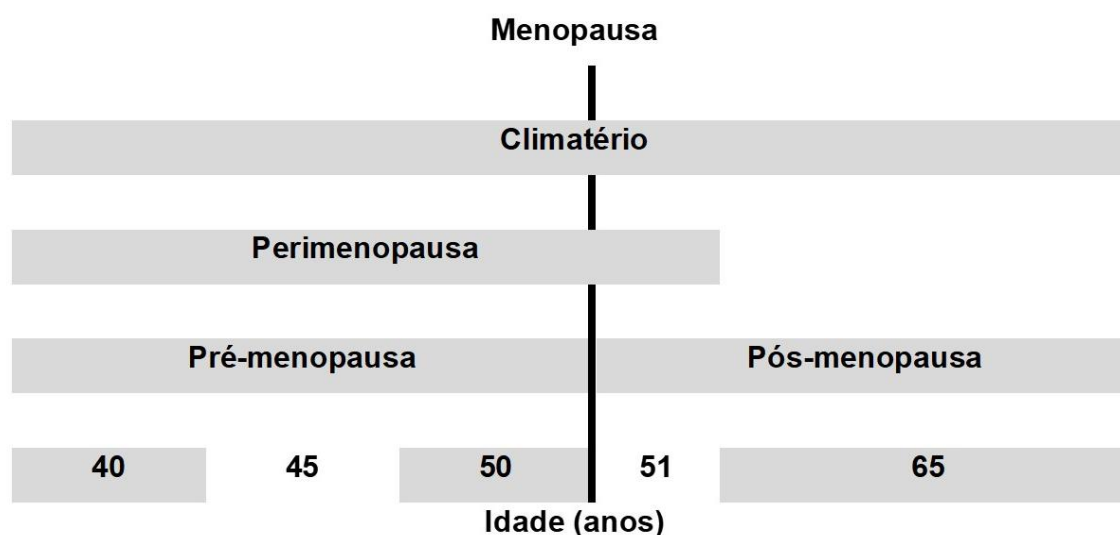 Menopausa
Climatério
Perimenopausa
Pré-menopausa Pós-menopausa
40 45 50 51 65
Idade (anos)